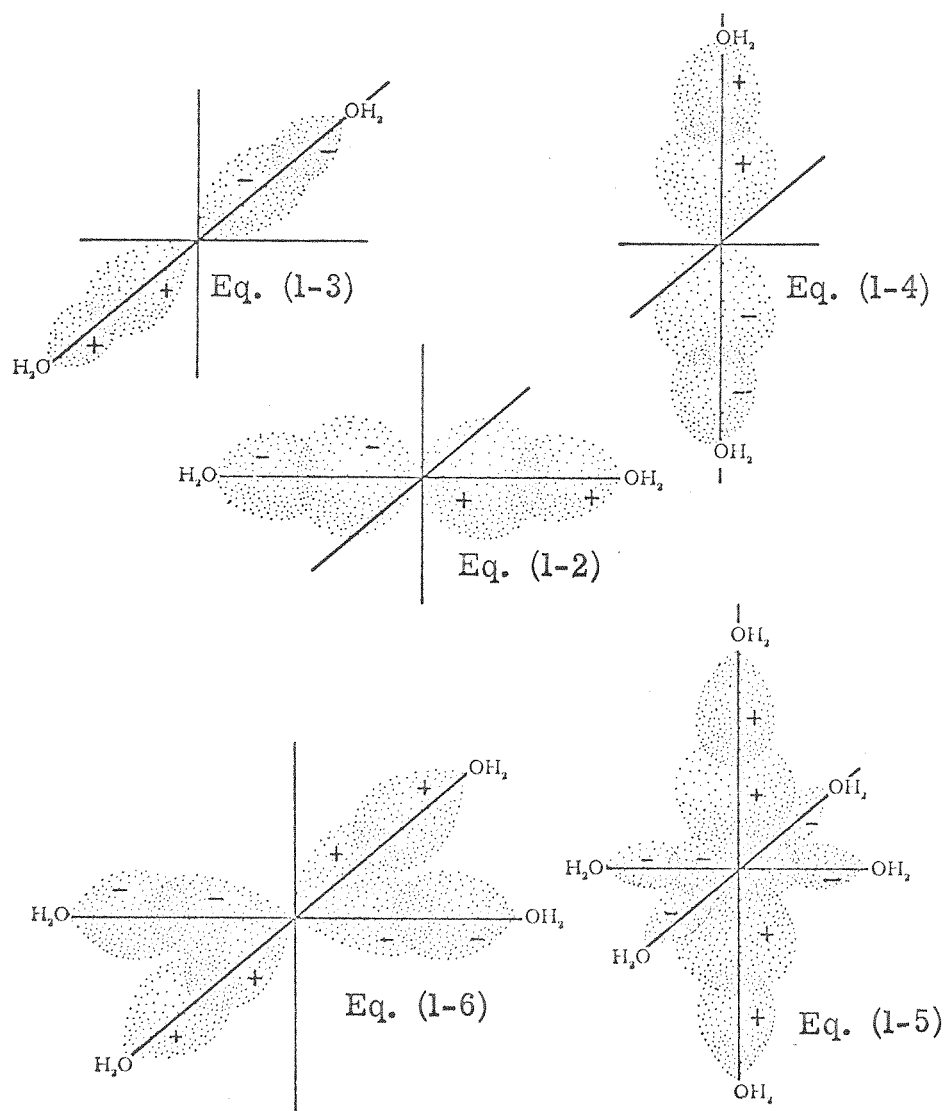 OH₂
OH₂
+
−
−
+
+
Eq. (1-3)
Eq. (1-4)
+
−
H₂O
+
−
OH₂
−
−
H₂O
OH₂
+
+
Eq. (1-2)
OH₂
+
OH₂
+
OH₂
+
−
+
H₂O
−
−
OH₂
−
−
−
H₂O
OH₂
−
−
H₂O
+
+
+
Eq. (1-6)
+
Eq. (1-5)
H₂O
OH₂